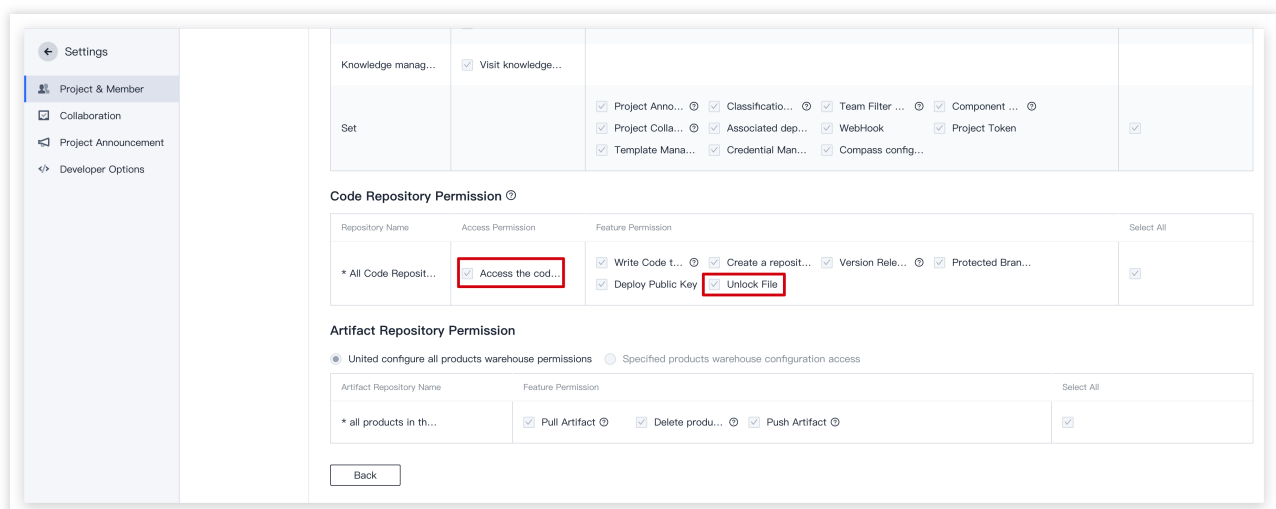 Settings
Project & Member
Collaboration
Project Announcement
Developer Options
Knowledge manag... Visit knowledge...
Set
Project Anno... Classificatio... Team Filter ... Component ...
Project Colla... Associated dep... WebHook Project Token
Template Mana... Credential Man... Compass config...
Code Repository Permission
Repository Name Access Permission Feature Permission Select All
* All Code Reposit... Access the cod...
Write Code t... Create a reposit... Version Rele... Protected Bran...
Deploy Public Key Unlock File
Artifact Repository Permission
United configure all products warehouse permissions Specified products warehouse configuration access
Artifact Repository Name Feature Permission Select All
* all products in th... Pull Artifact Delete produ... Push Artifact
Back